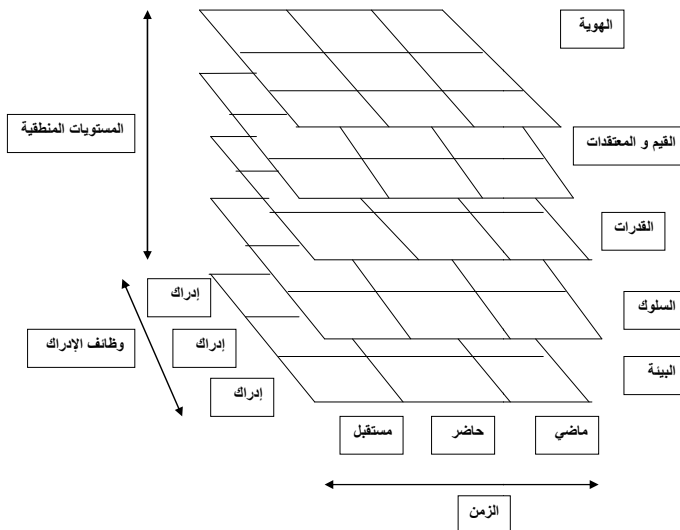 الهوية
المستويات المنطقية
القيم و المعتقدات
القدرات
إدراك
السلوك
إدراك
وظائف الإدراك
البيئة
إدراك
ماضي
حاضر
مستقبل
الزمن